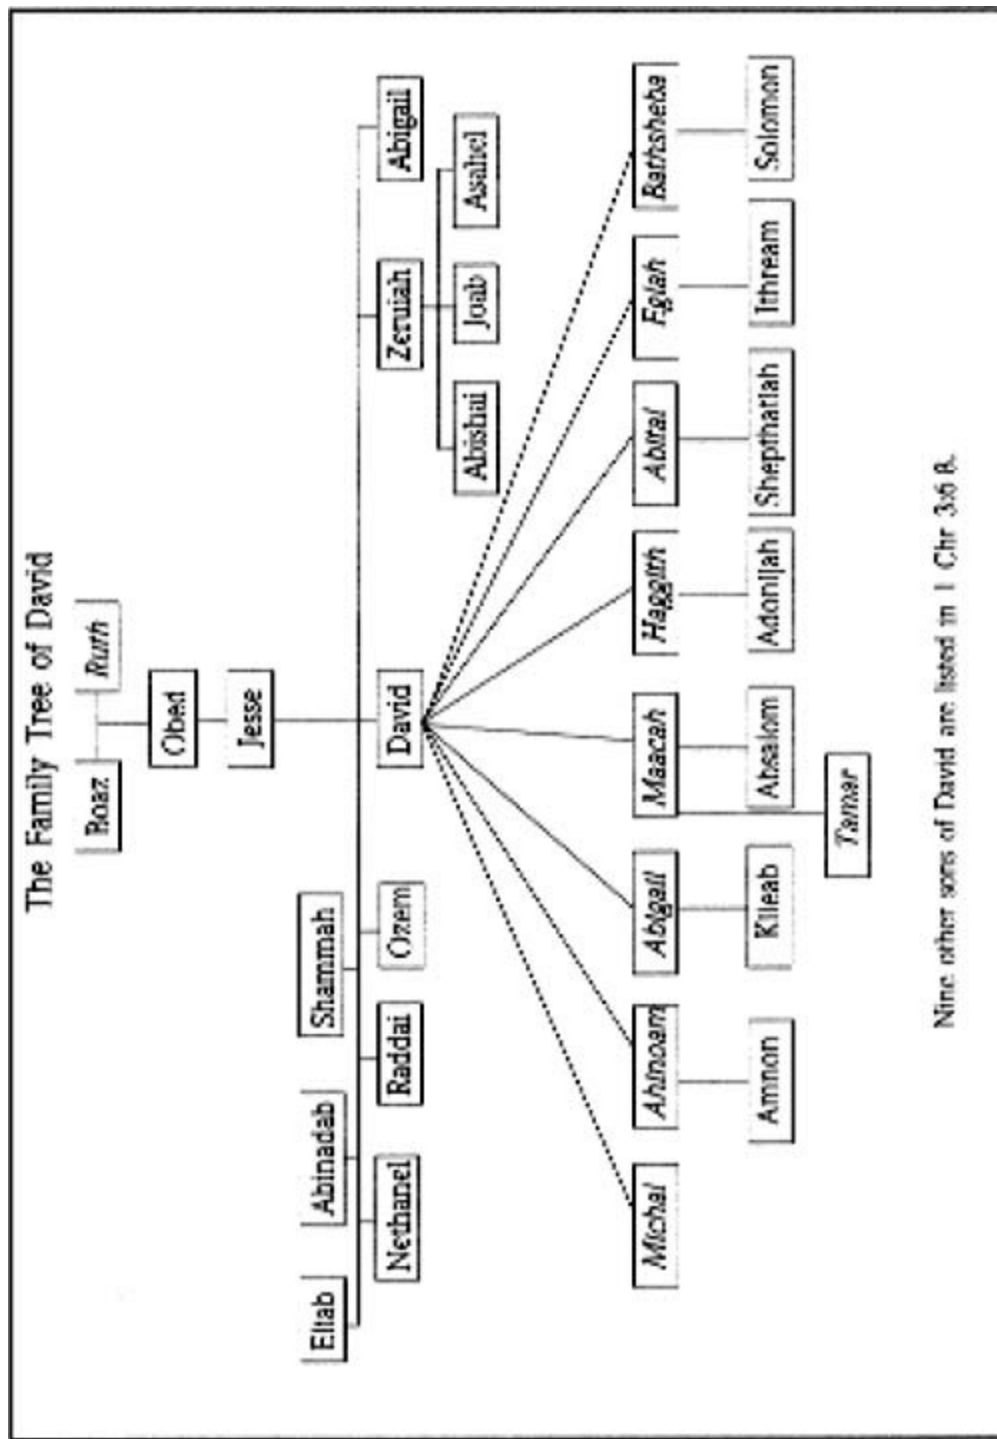 The Family Tree of David
Boaz Ruth
Obed
Jesse
Eliab Abinadab Shammah
Nethanel Raddai Ozem David Zeruiah Abigail
Abishai Joab Asahel
Michal Ahinoam Abigail Maacah Haggith Abital Eglah Bathsheba
Amnon Kileab Absalom Adonijah Shepthatiah Ithream Solomon
Tamar
Nine other sons of David are listed in 1 Chr 3:6 8.